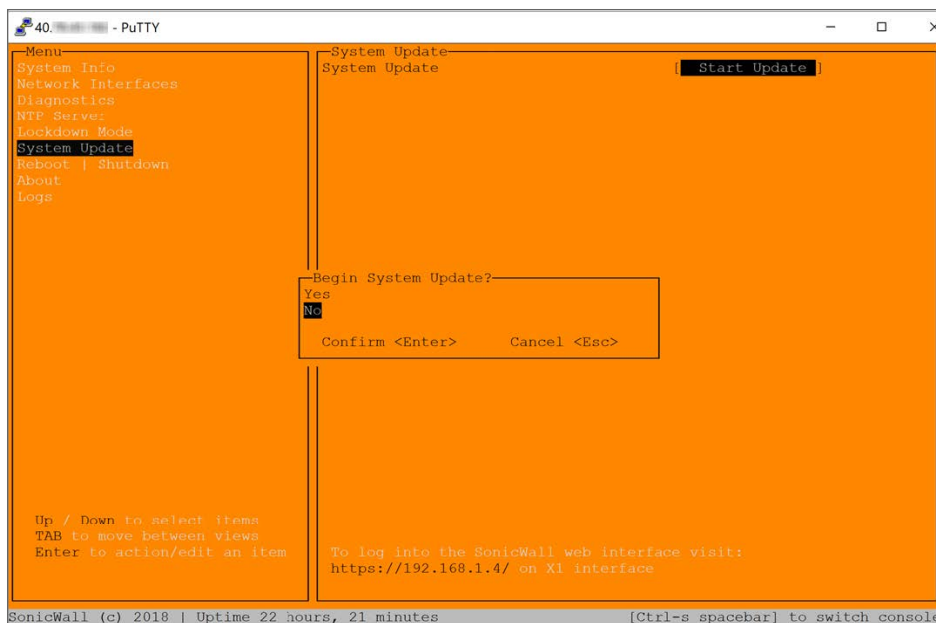 40. - PuTTY
Menu
System Info
Network Interfaces
Diagnostics
NTP Server
Lockdown Mode
System Update
Reboot | Shutdown
About
Logs
System Update
System Update [ Start Update ]
Begin System Update?
Yes
No
Confirm <Enter> Cancel <Esc>
Up / Down to select items
TAB to move between views
Enter to action/edit an item
To log into the SonicWall web interface visit:
https://192.168.1.4/ on X1 interface
SonicWall (c) 2018 | Uptime 22 hours, 21 minutes [Ctrl-s spacebar] to switch console